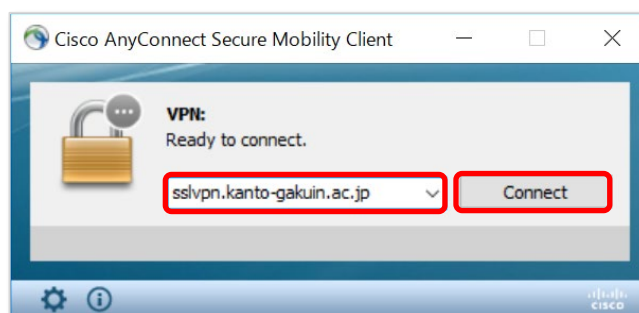 Cisco AnyConnect Secure Mobility Client
VPN:
Ready to connect.
sslvpn.kanto-gakuin.ac.jp
Connect
CISCO